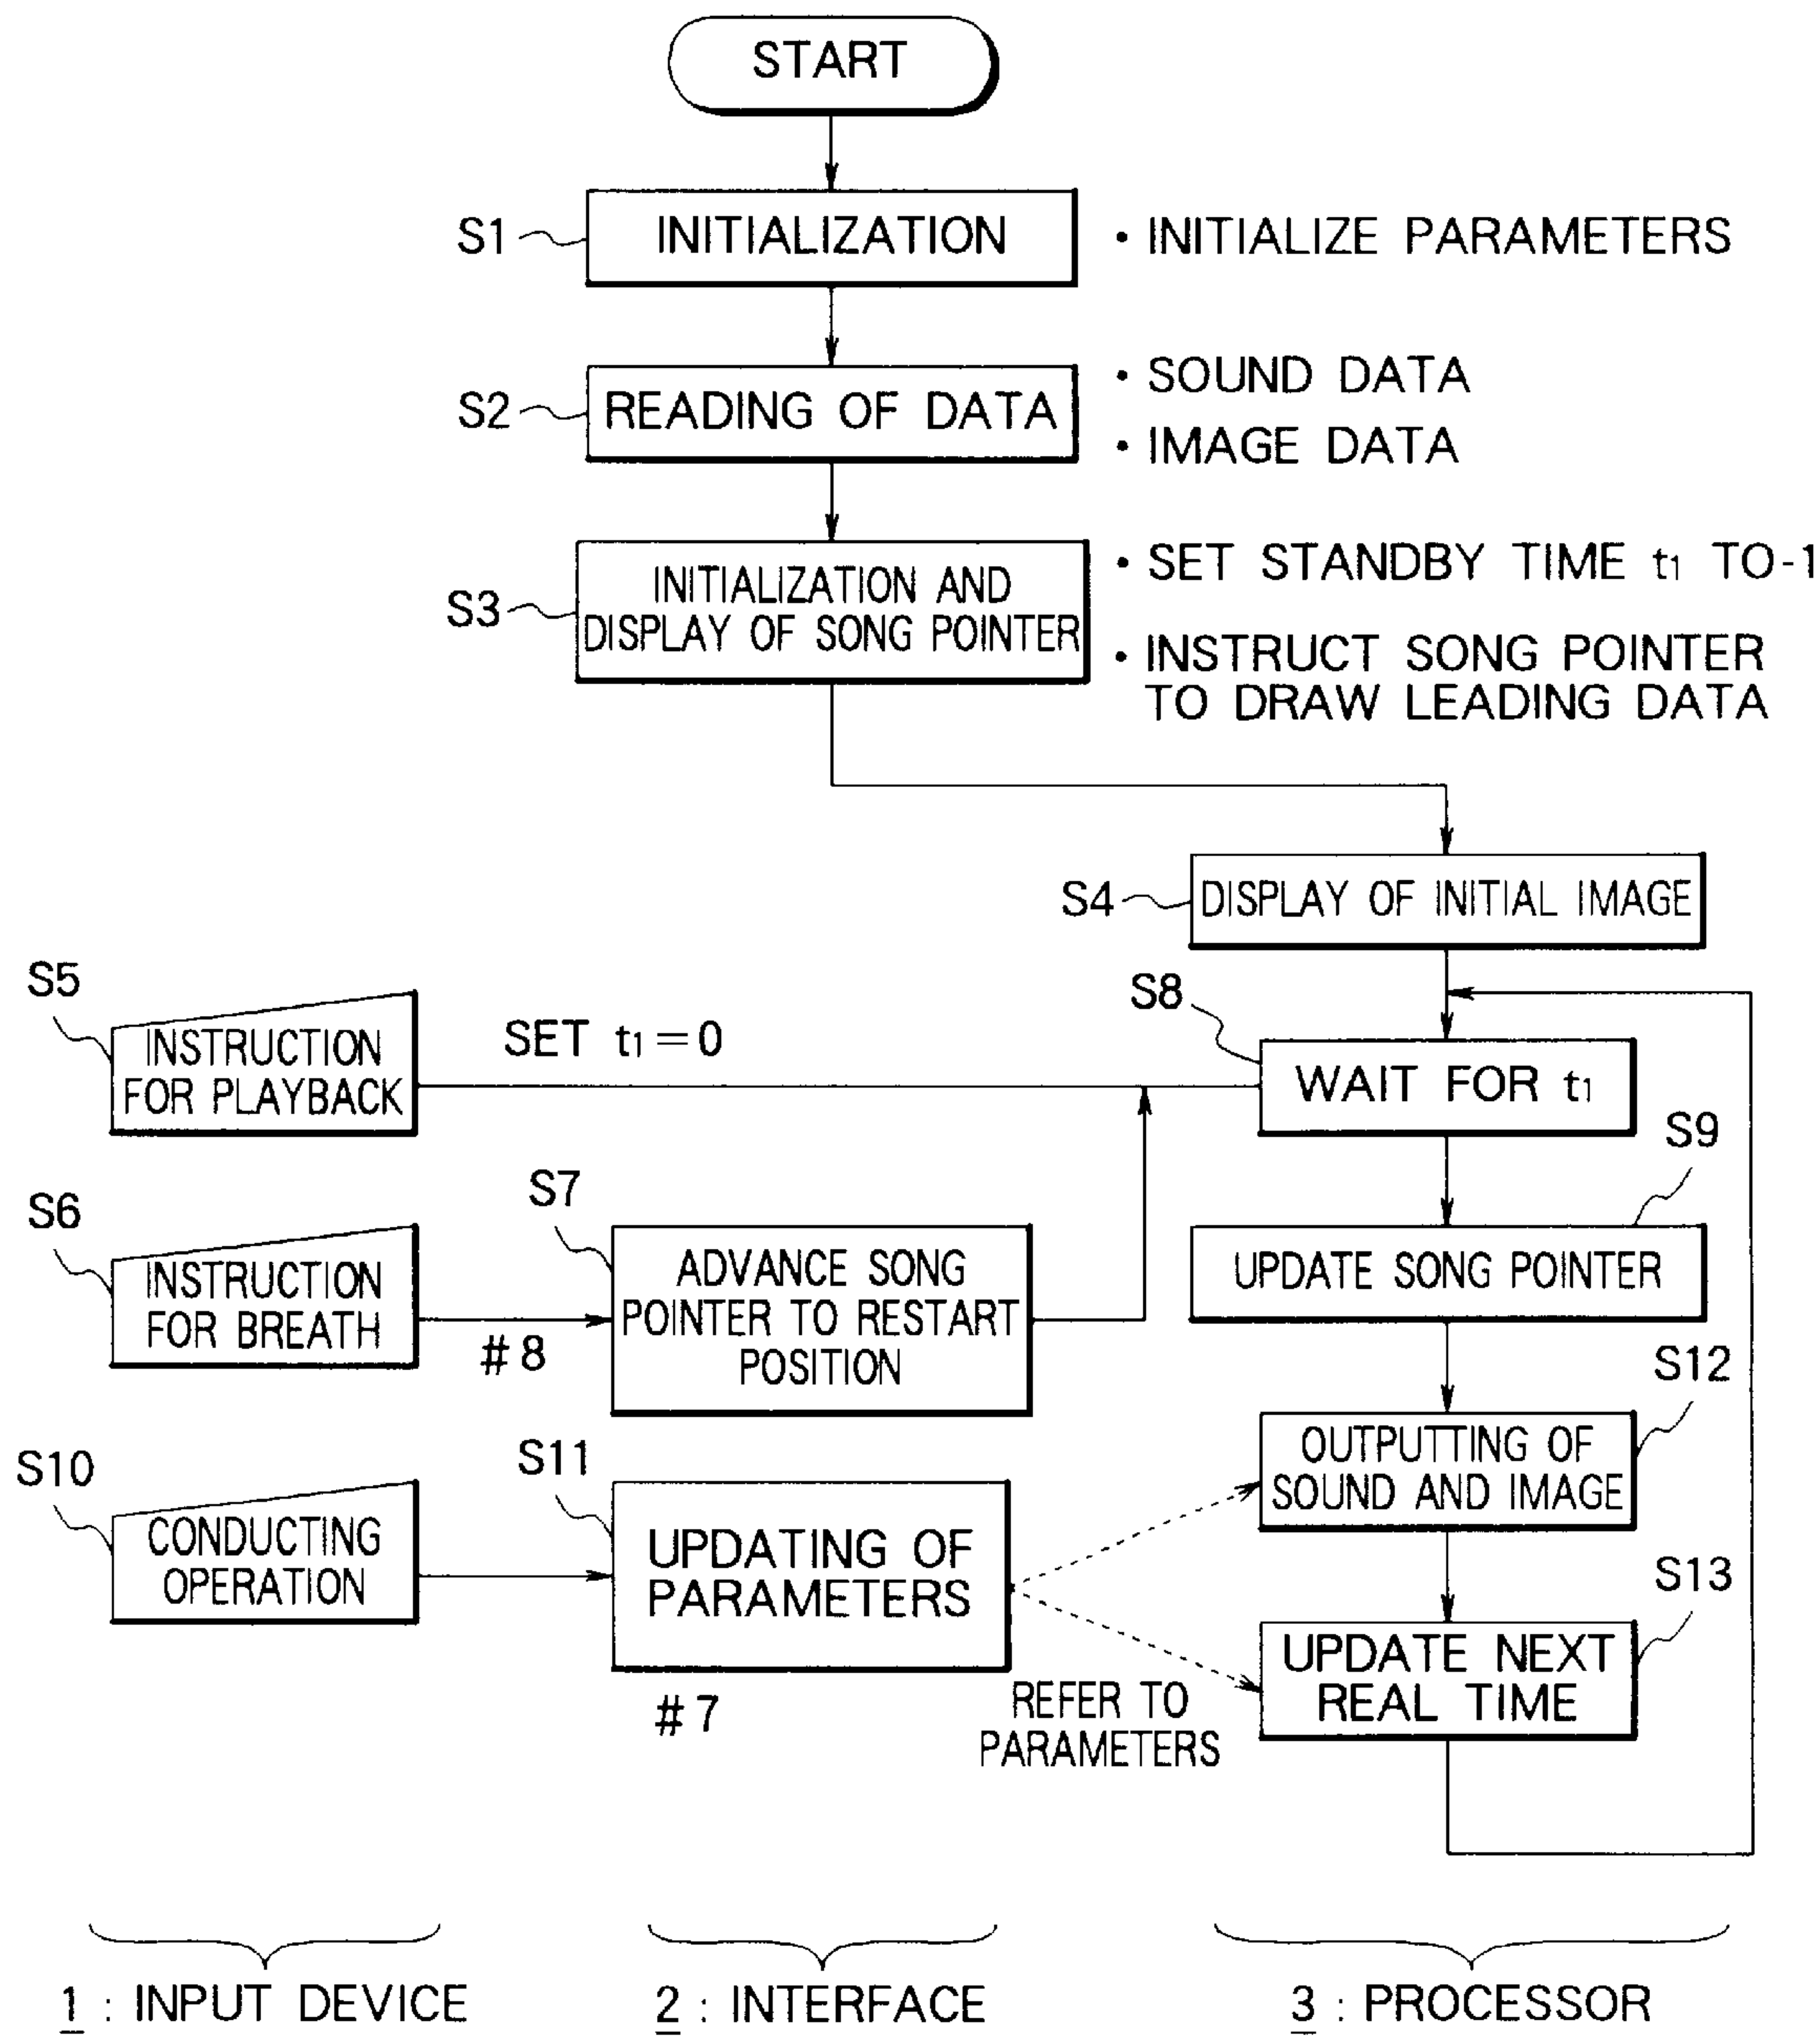 START
S1
INITIALIZATION
• INITIALIZE PARAMETERS
S2
READING OF DATA
• SOUND DATA
• IMAGE DATA
S3
INITIALIZATION AND
DISPLAY OF SONG POINTER
• SET STANDBY TIME t1 TO-1
• INSTRUCT SONG POINTER
TO DRAW LEADING DATA
S4
DISPLAY OF INITIAL IMAGE
S5
INSTRUCTION
FOR PLAYBACK
SET t1=0
S8
WAIT FOR t1
S9
UPDATE SONG POINTER
S6
INSTRUCTION
FOR BREATH
#8
S7
ADVANCE SONG
POINTER TO RESTART
POSITION
S12
OUTPUTTING OF
SOUND AND IMAGE
S10
CONDUCTING
OPERATION
S11
UPDATING OF
PARAMETERS
#7
REFER TO
PARAMETERS
S13
UPDATE NEXT
REAL TIME
1 : INPUT DEVICE
2 : INTERFACE
3 : PROCESSOR